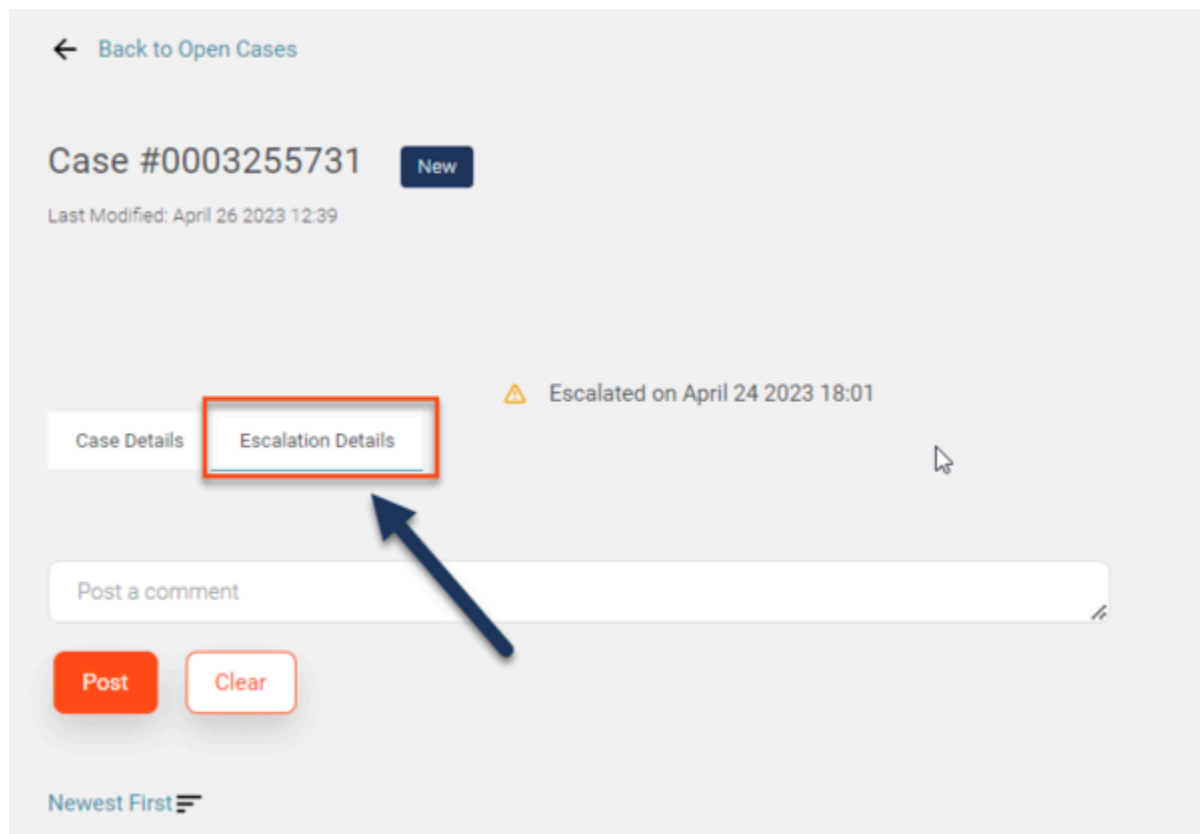 Back to Open Cases
Case #0003255731
New
Last Modified: April 26 2023 12:39
Escalated on April 24 2023 18:01
Case Details
Escalation Details
Post a comment
Post
Clear
Newest First